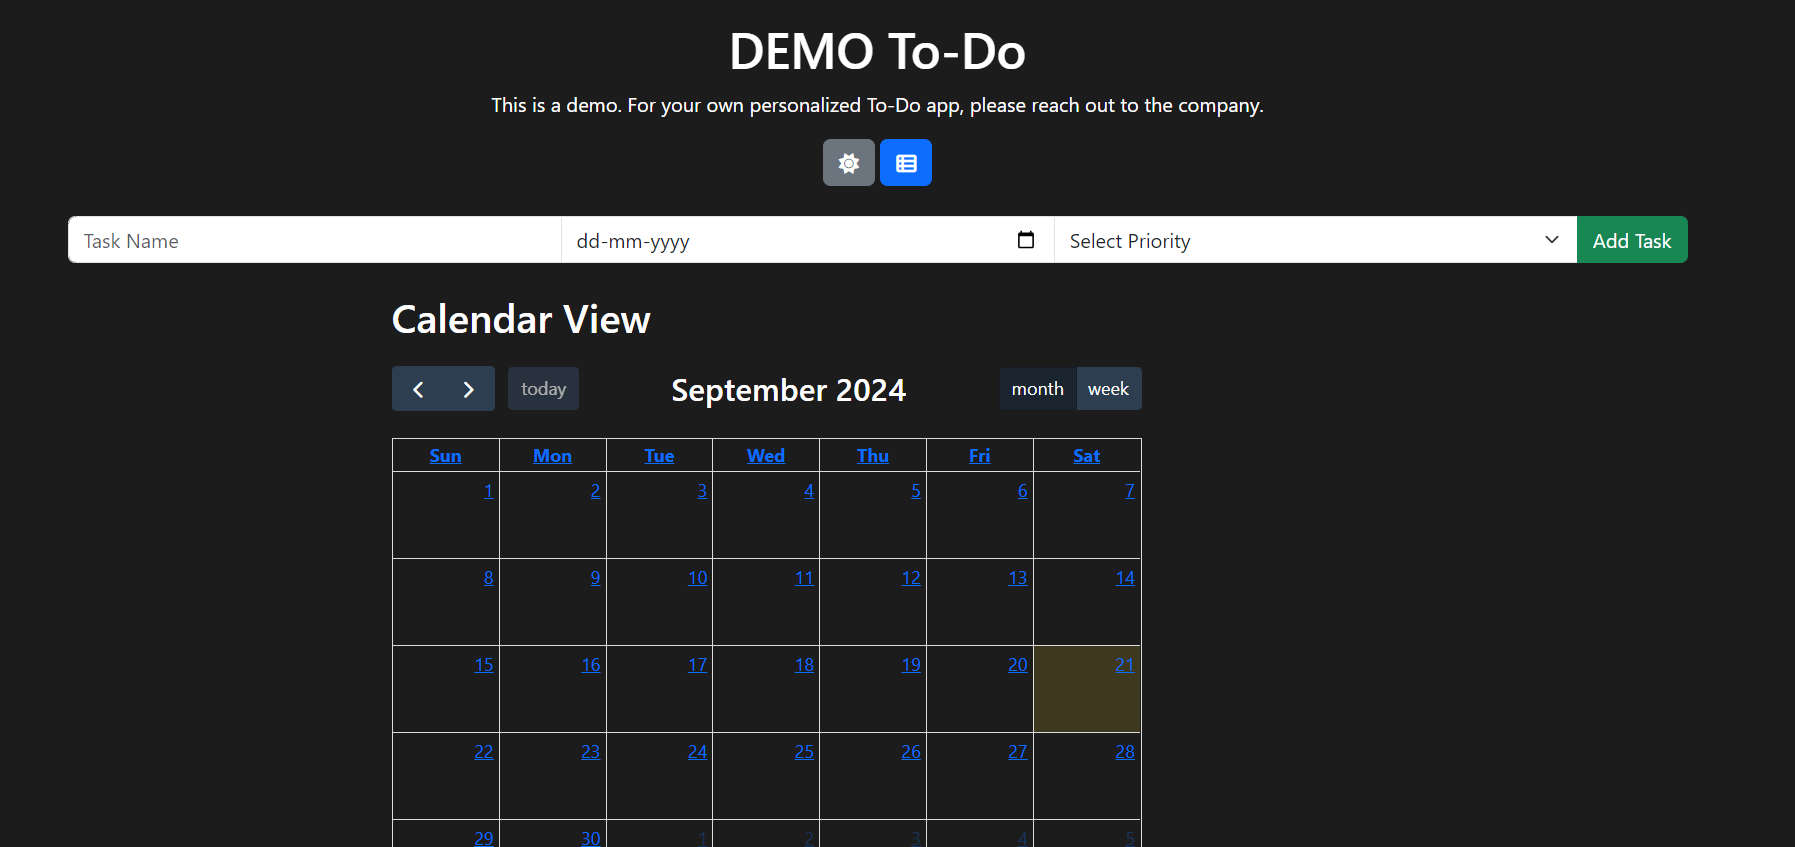 DEMO To-Do
This is a demo. For your own personalized To-Do app, please reach out to the company.
Task Name dd-mm-yyyy Select Priority Add Task
Calendar View
today September 2024 month week
Sun Mon Tue Wed Thu Fri Sat
1 2 3 4 5 6 7
8 9 10 11 12 13 14
15 16 17 18 19 20 21
22 23 24 25 26 27 28
29 30 1 2 3 4 5